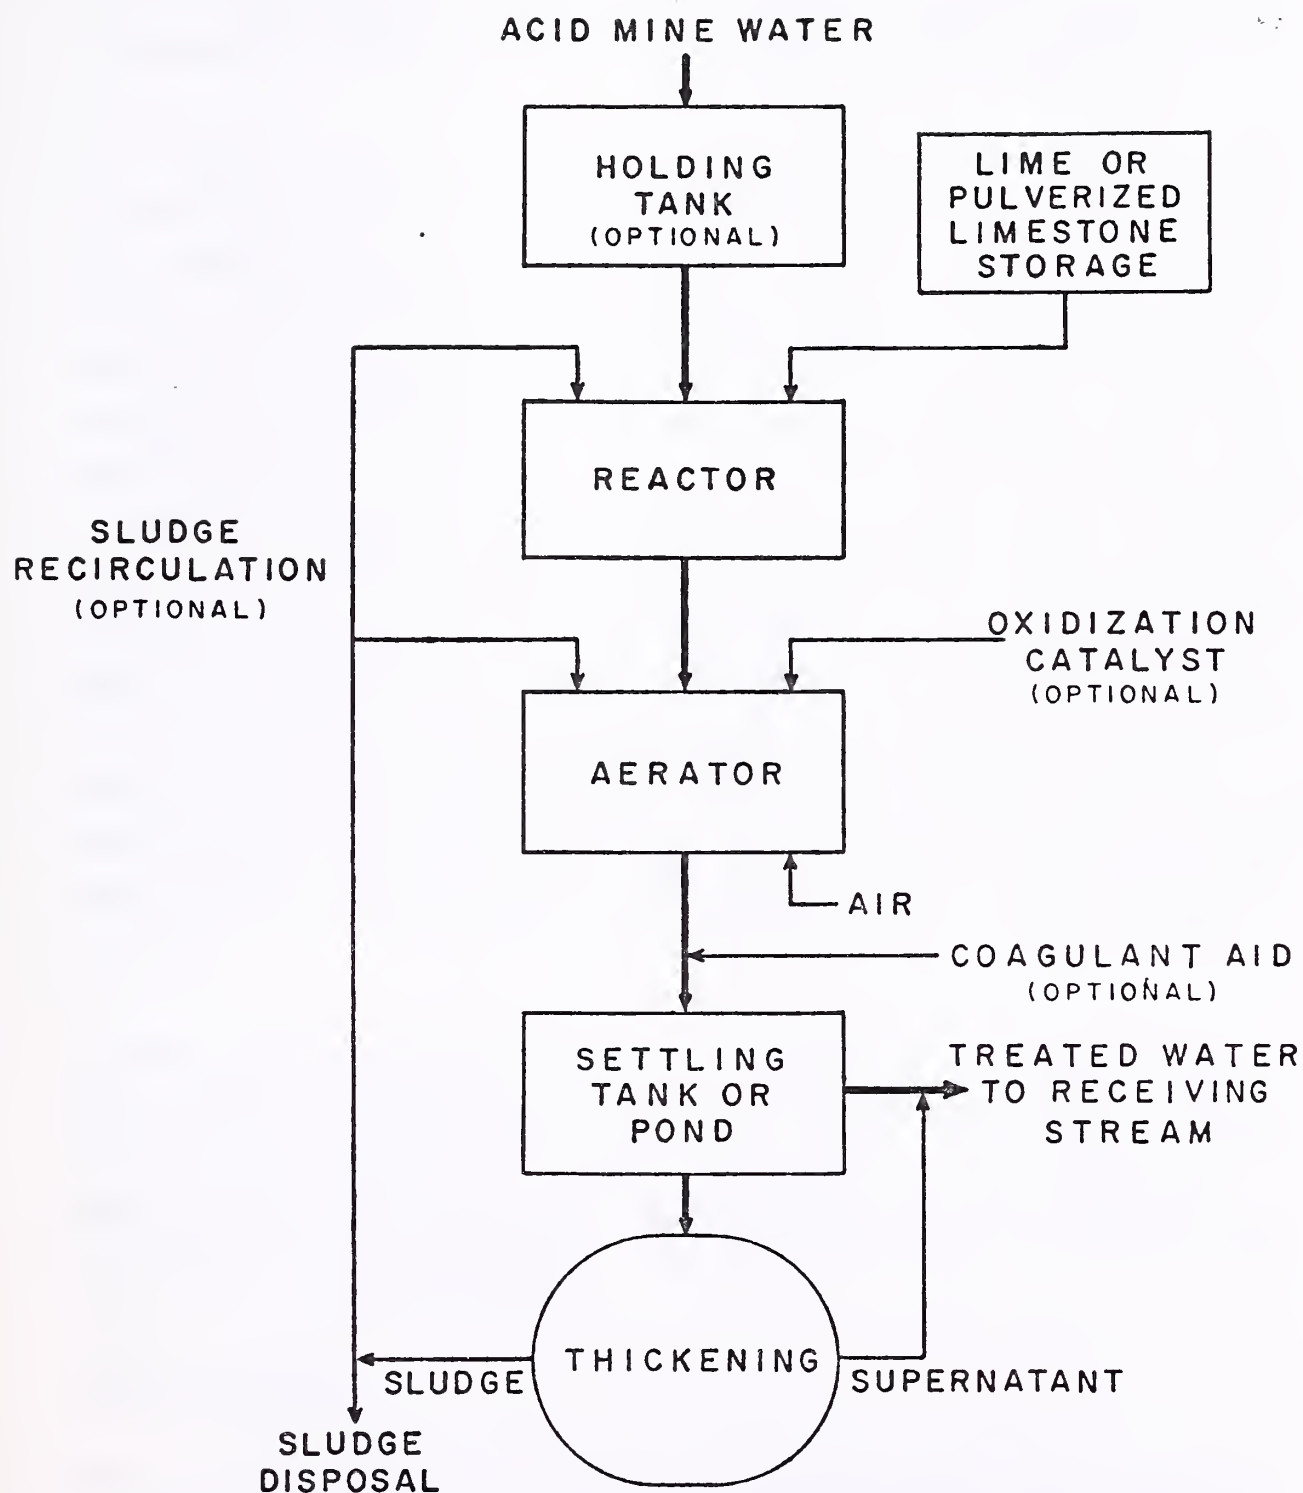 ACID MINE WATER
HOLDING
TANK
(OPTIONAL)
LIME OR
PULVERIZED
LIMESTONE
STORAGE
REACTOR
SLUDGE
RECIRCULATION
(OPTIONAL)
OXIDIZATION
CATALYST
(OPTIONAL)
AERATOR
AIR
COAGULANT AID
(OPTIONAL)
SETTLING
TANK OR
POND
TREATED WATER
TO RECEIVING
STREAM
THICKENING
SLUDGE
SUPERNATANT
SLUDGE
DISPOSAL